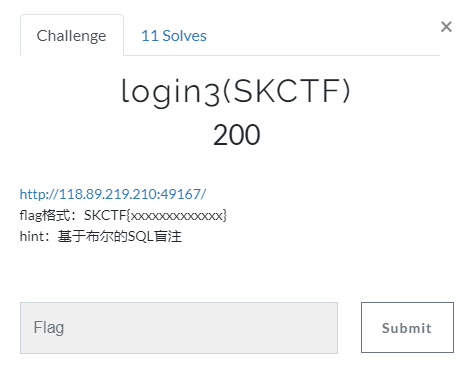 Challenge
11 Solves
×
login3(SKCTF)
200
http://118.89.219.210:49167/
flag格式：SKCTF{xxxxxxxxxxxxx}
hint：基于布尔的SQL盲注
Flag
Submit